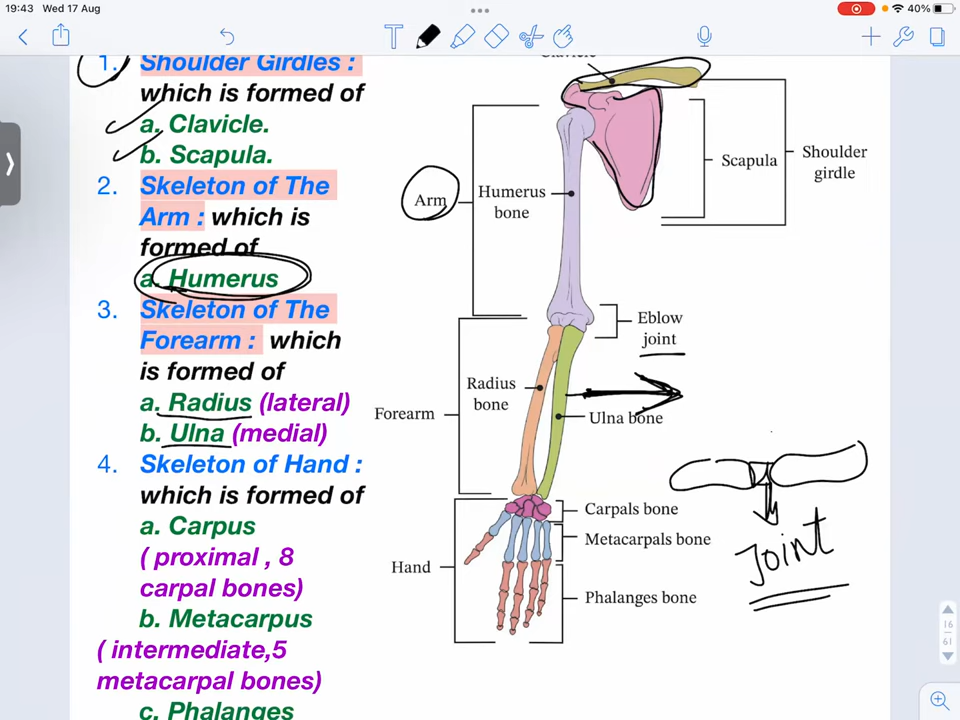 19:43 Wed 17 Aug
40%
1. Shoulder Girdles :
which is formed of
a. Clavicle.
b. Scapula.
2. Skeleton of The
Arm : which is
formed of
a. Humerus
3. Skeleton of The
Forearm : which
is formed of
a. Radius (lateral)
b. Ulna (medial)
4. Skeleton of Hand :
which is formed of
a. Carpus
( proximal , 8
carpal bones)
b. Metacarpus
( intermediate,5
metacarpal bones)
c. Phalanges
Clavicle
Scapula
Shoulder
girdle
Arm
Humerus
bone
Eblow
joint
Radius
bone
Forearm
Ulna bone
Carpals bone
Metacarpals bone
Hand
Phalanges bone
Joint
16
61